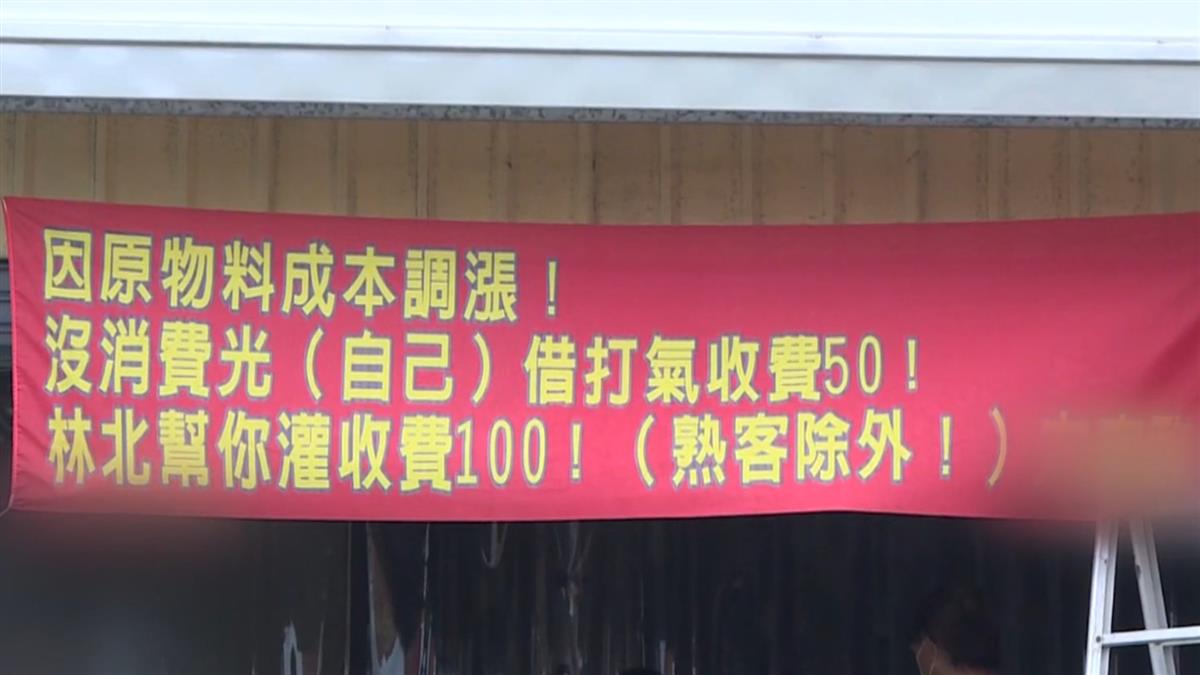 因原物料成本調漲！
沒消費光（自己）借打氣收費50！
林北幫你灌收費100！（熟客除外！）